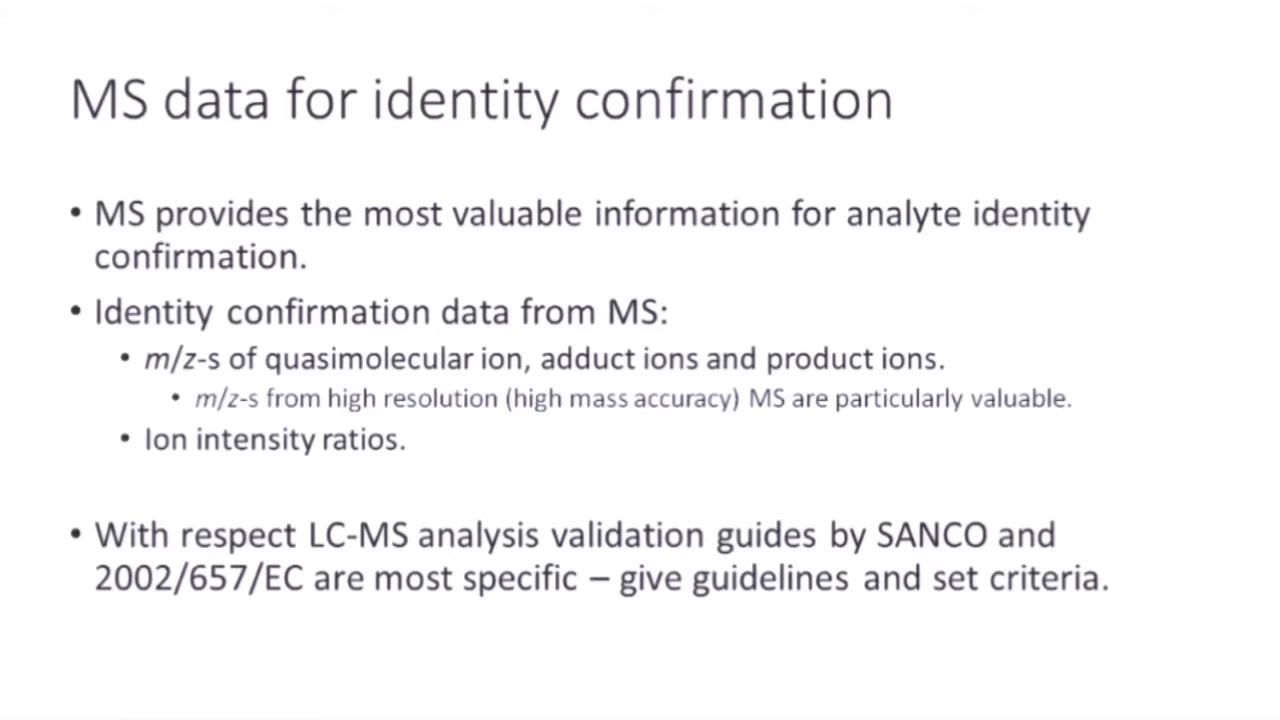 MS data for identity confirmation
• MS provides the most valuable information for analyte identity
confirmation.
• Identity confirmation data from MS:
• m/z-s of quasimolecular ion, adduct ions and product ions.
• m/z-s from high resolution (high mass accuracy) MS are particularly valuable.
• Ion intensity ratios.
• With respect LC-MS analysis validation guides by SANCO and
2002/657/EC are most specific – give guidelines and set criteria.